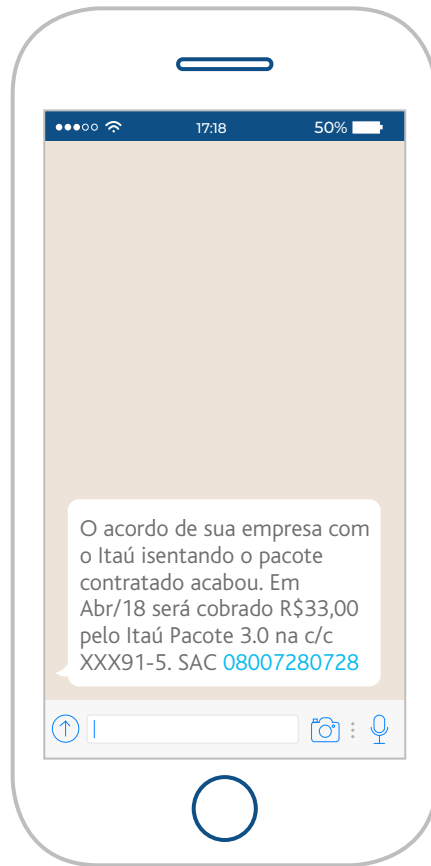 17:18 50%
O acordo de sua empresa com
o Itaú isentando o pacote
contratado acabou. Em
Abr/18 será cobrado R$33,00
pelo Itaú Pacote 3.0 na c/c
XXX91-5. SAC 08007280728